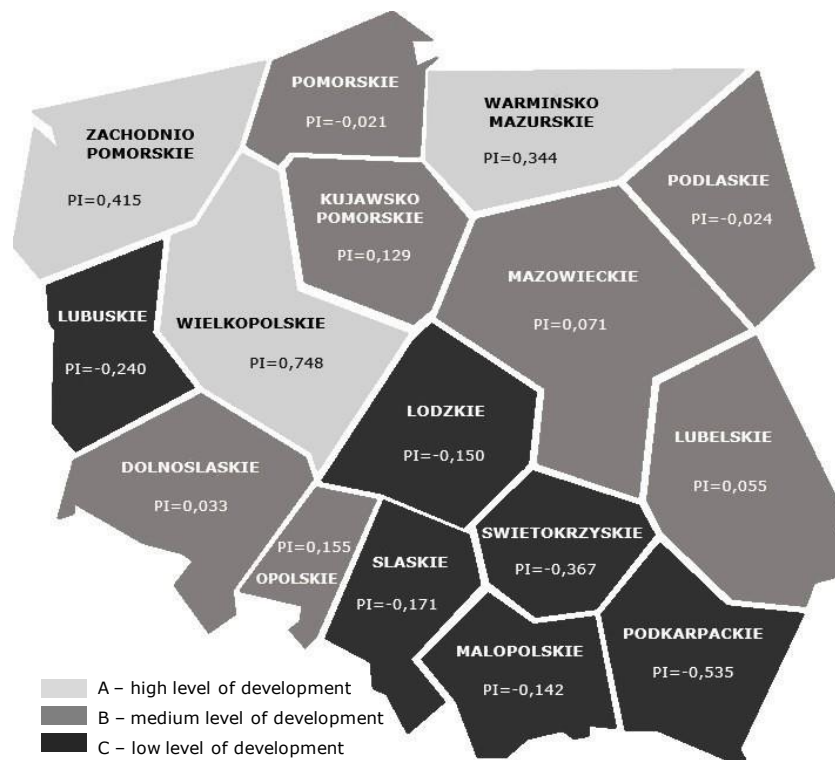 POMORSKIE
PI=-0,021
WARMINSKO
MAZURSKIE
PI=0,344
ZACHODNIO
POMORSKIE
PI=0,415
PODLASKIE
PI=-0,024
KUJAWSKO
POMORSKIE
PI=0,129
MAZOWIECKIE
PI=0,071
LUBUSKIE
PI=-0,240
WIELKOPOLSKIE
PI=0,748
LODZKIE
PI=-0,150
LUBELSKIE
PI=0,055
DOLNOSLASKIE
PI=0,033
PI=0,155
OPOLSKIE
SLASKIE
PI=-0,171
SWIETOKRZYSKIE
PI=-0,367
MALOPOLSKIE
PI=-0,142
PODKARPACKIE
PI=-0,535
A – high level of development
B – medium level of development
C – low level of development